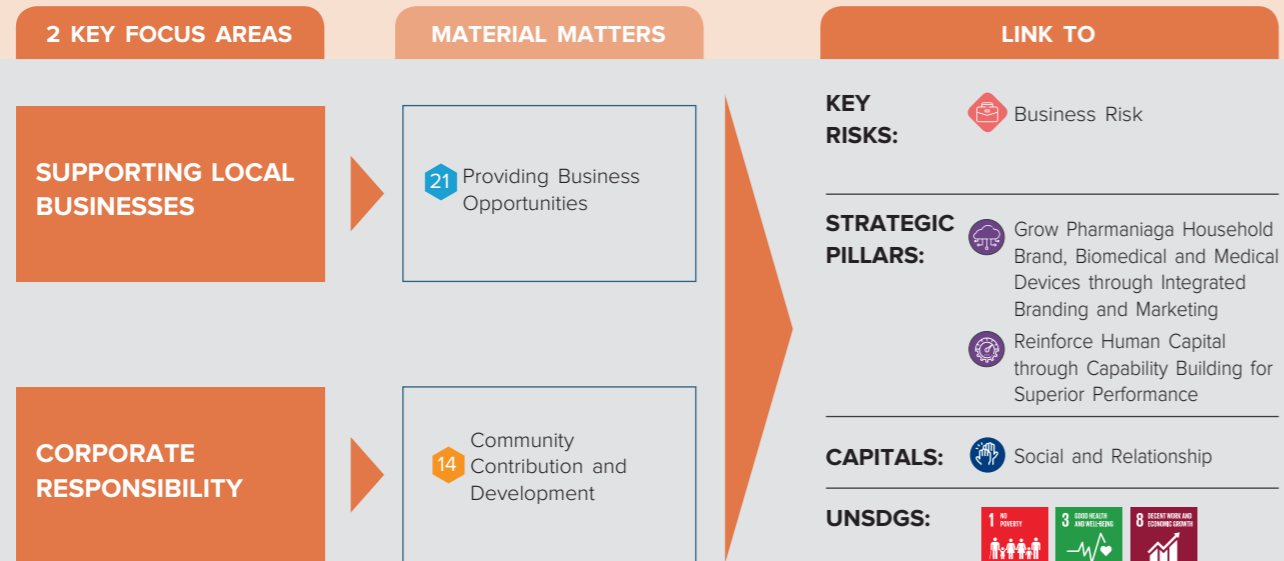 2 KEY FOCUS AREAS
MATERIAL MATTERS
LINK TO
SUPPORTING LOCAL
BUSINESSES
21
Providing Business
Opportunities
CORPORATE
RESPONSIBILITY
14
Community
Contribution and
Development
KEY
RISKS:
Business Risk
STRATEGIC
PILLARS:
Grow Pharmaniaga Household
Brand, Biomedical and Medical
Devices through Integrated
Branding and Marketing
Reinforce Human Capital
through Capability Building for
Superior Performance
CAPITALS:
Social and Relationship
UNSDGS:
1 NO
POVERTY
3 GOOD HEALTH
AND WELL-BEING
8 DECENT WORK AND
ECONOMIC GROWTH